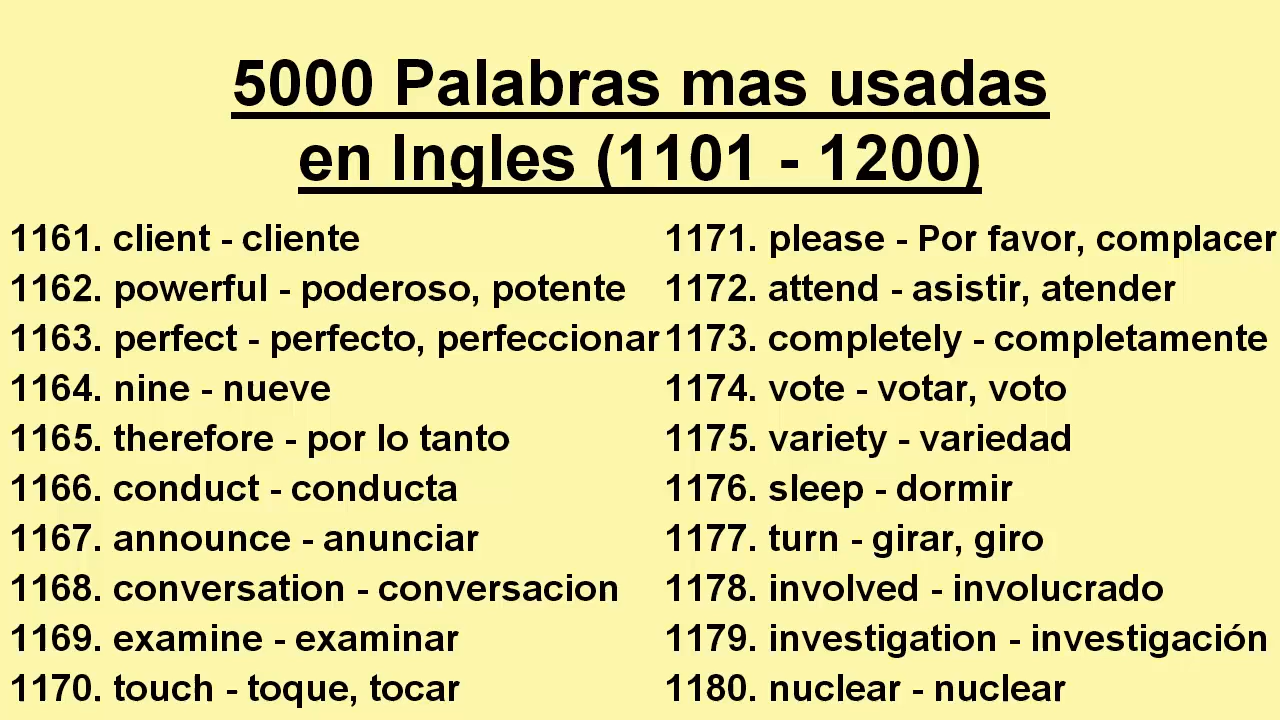 5000 Palabras mas usadas
en Ingles (1101 - 1200)
1161. client - cliente
1162. powerful - poderoso, potente
1163. perfect - perfecto, perfeccionar
1164. nine - nueve
1165. therefore - por lo tanto
1166. conduct - conducta
1167. announce - anunciar
1168. conversation - conversacion
1169. examine - examinar
1170. touch - toque, tocar
1171. please - Por favor, complacer
1172. attend - asistir, atender
1173. completely - completamente
1174. vote - votar, voto
1175. variety - variedad
1176. sleep - dormir
1177. turn - girar, giro
1178. involved - involucrado
1179. investigation - investigación
1180. nuclear - nuclear